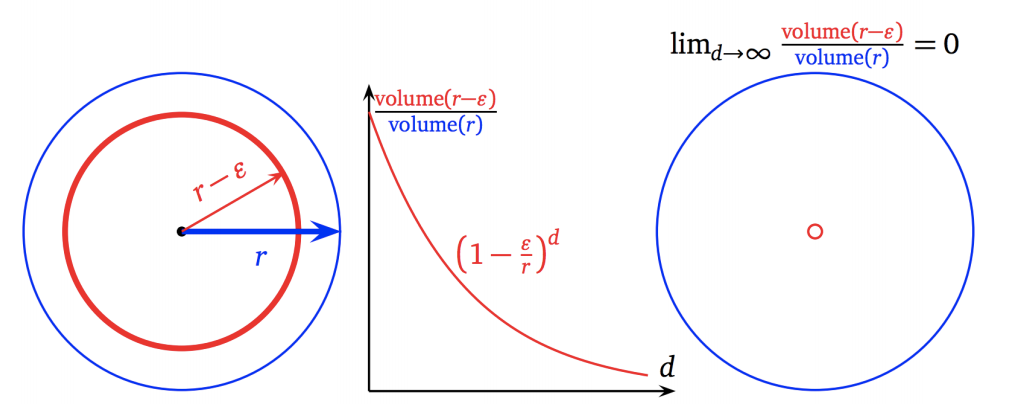 r − ε
r
volume(r−ε)
volume(r)
(1 − ε/r)^d
d
lim_{d→∞} volume(r−ε)/volume(r) = 0